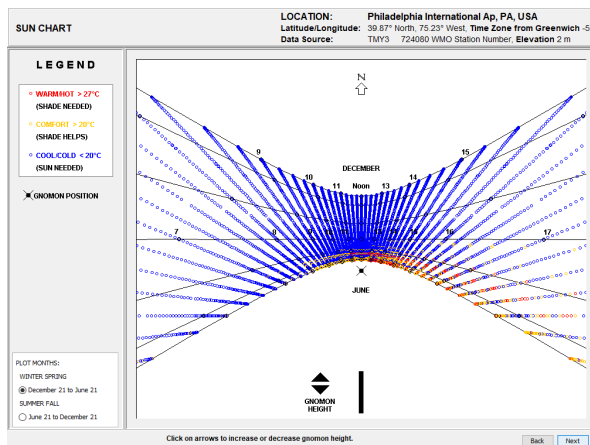 SUN CHART
LOCATION: Philadelphia International Ap, PA, USA
Latitude/Longitude: 39.87° North, 75.23° West, Time Zone from Greenwich -5
Data Source: TMY3 724080 WMO Station Number, Elevation 2 m
LEGEND
WARM/HOT > 27°C
(SHADE NEEDED)
COMFORT > 20°C
(SHADE HELPS)
COOL/COLD < 20°C
(SUN NEEDED)
GNOMON POSITION
N
9
15
DECEMBER
10
11
Noon
13
14
7
8
16
17
JUNE
GNOMON
HEIGHT
PLOT MONTHS:
WINTER SPRING
December 21 to June 21
SUMMER FALL
June 21 to December 21
Click on arrows to increase or decrease gnomon height.
Back
Next